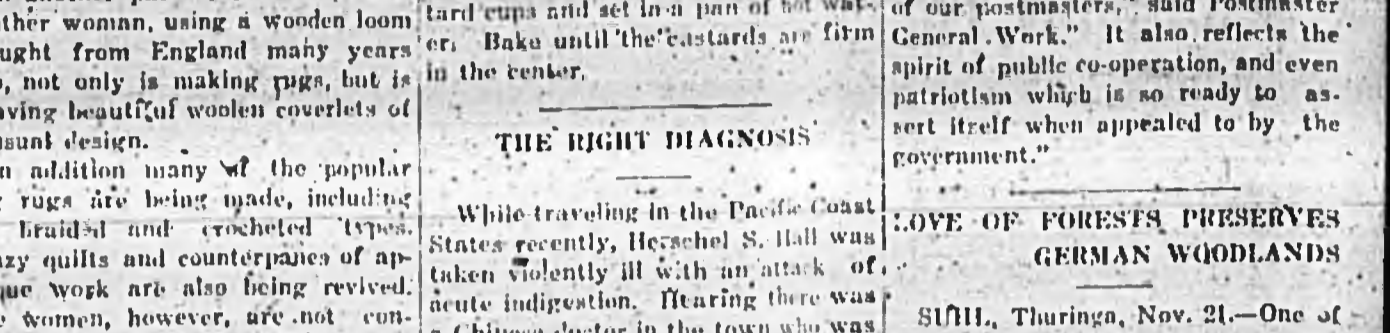 ther woman, using a wooden loom
ught from England many years
, not only is making rugs, but is
aving beautiful woolen coverlets of
design.
addition many of the popular
rugs are being made, including
braided and crocheted types.
azy quilts and counterpanes of ap-
que work are also being revived.
women, however, are not con-
tard cups and set in a pan of hot wat-
er. Bake until the custards are firm
in the center.
THE RIGHT DIAGNOSIS
While traveling in the Pacific Coast
States recently, Herschel S. Hall was
taken violently ill with an attack of
acute indigestion. Hearing there was
a Chinese doctor in the town who was
of our postmasters," said Postmaster
General Work." It also reflects the
spirit of public co-operation, and even
patriotism which is so ready to as-
sert itself when appealed to by the
government."
LOVE OF FORESTS PRESERVES
GERMAN WOODLANDS
SUHL, Thuringa, Nov. 21.—One of